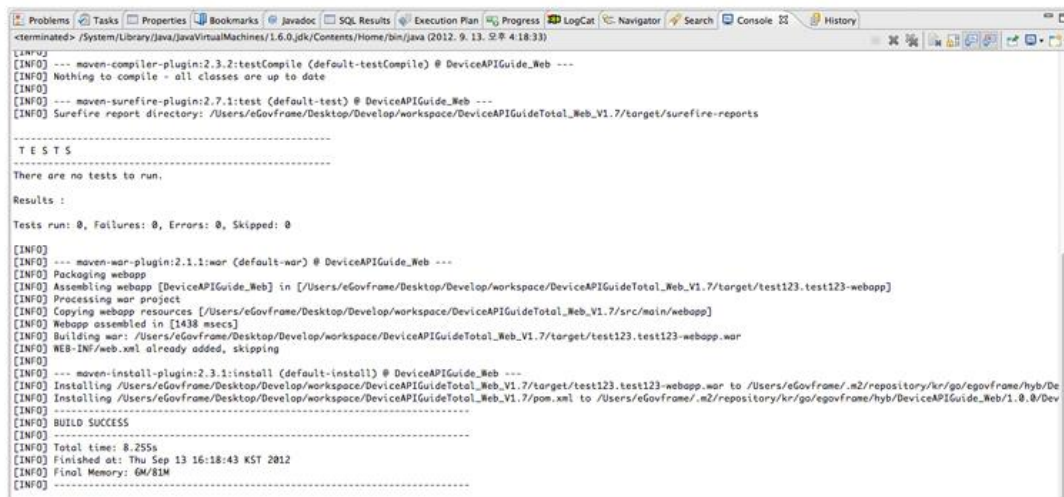 Problems Tasks Properties Bookmarks Javadoc SQL Results Execution Plan Progress LogCat Navigator Search Console History
<terminated> /System/Library/Java/JavaVirtualMachines/1.6.0.jdk/Contents/Home/bin/java (2012. 9. 13. 오후 4:18:33)
[INFO]
[INFO] --- maven-compiler-plugin:2.3.2:testCompile (default-testCompile) @ DeviceAPIGuide_Web ---
[INFO] Nothing to compile - all classes are up to date
[INFO]
[INFO] --- maven-surefire-plugin:2.7.1:test (default-test) @ DeviceAPIGuide_Web ---
[INFO] Surefire report directory: /Users/eGovframe/Desktop/Develop/workspace/DeviceAPIGuideTotal_Web_V1.7/target/surefire-reports
-------------------------------------------------------
T E S T S
-------------------------------------------------------
There are no tests to run.
Results :
Tests run: 0, Failures: 0, Errors: 0, Skipped: 0
[INFO]
[INFO] --- maven-war-plugin:2.1.1:war (default-war) @ DeviceAPIGuide_Web ---
[INFO] Packaging webapp
[INFO] Assembling webapp [DeviceAPIGuide_Web] in [/Users/eGovframe/Desktop/Develop/workspace/DeviceAPIGuideTotal_Web_V1.7/target/test123.test123-webapp]
[INFO] Processing war project
[INFO] Copying webapp resources [/Users/eGovframe/Desktop/Develop/workspace/DeviceAPIGuideTotal_Web_V1.7/src/main/webapp]
[INFO] Webapp assembled in [1438 msecs]
[INFO] Building war: /Users/eGovframe/Desktop/Develop/workspace/DeviceAPIGuideTotal_Web_V1.7/target/test123.test123-webapp.war
[INFO] WEB-INF/web.xml already added, skipping
[INFO]
[INFO] --- maven-install-plugin:2.3.1:install (default-install) @ DeviceAPIGuide_Web ---
[INFO] Installing /Users/eGovframe/Desktop/Develop/workspace/DeviceAPIGuideTotal_Web_V1.7/target/test123.test123-webapp.war to /Users/eGovframe/.m2/repository/kr/go/egovframe/hyb/De
[INFO] Installing /Users/eGovframe/Desktop/Develop/workspace/DeviceAPIGuideTotal_Web_V1.7/pom.xml to /Users/eGovframe/.m2/repository/kr/go/egovframe/hyb/DeviceAPIGuide_Web/1.0.0/Dev
[INFO] ------------------------------------------------------------------------
[INFO] BUILD SUCCESS
[INFO] ------------------------------------------------------------------------
[INFO] Total time: 8.255s
[INFO] Finished at: Thu Sep 13 16:18:43 KST 2012
[INFO] Final Memory: 6M/81M
[INFO] ------------------------------------------------------------------------